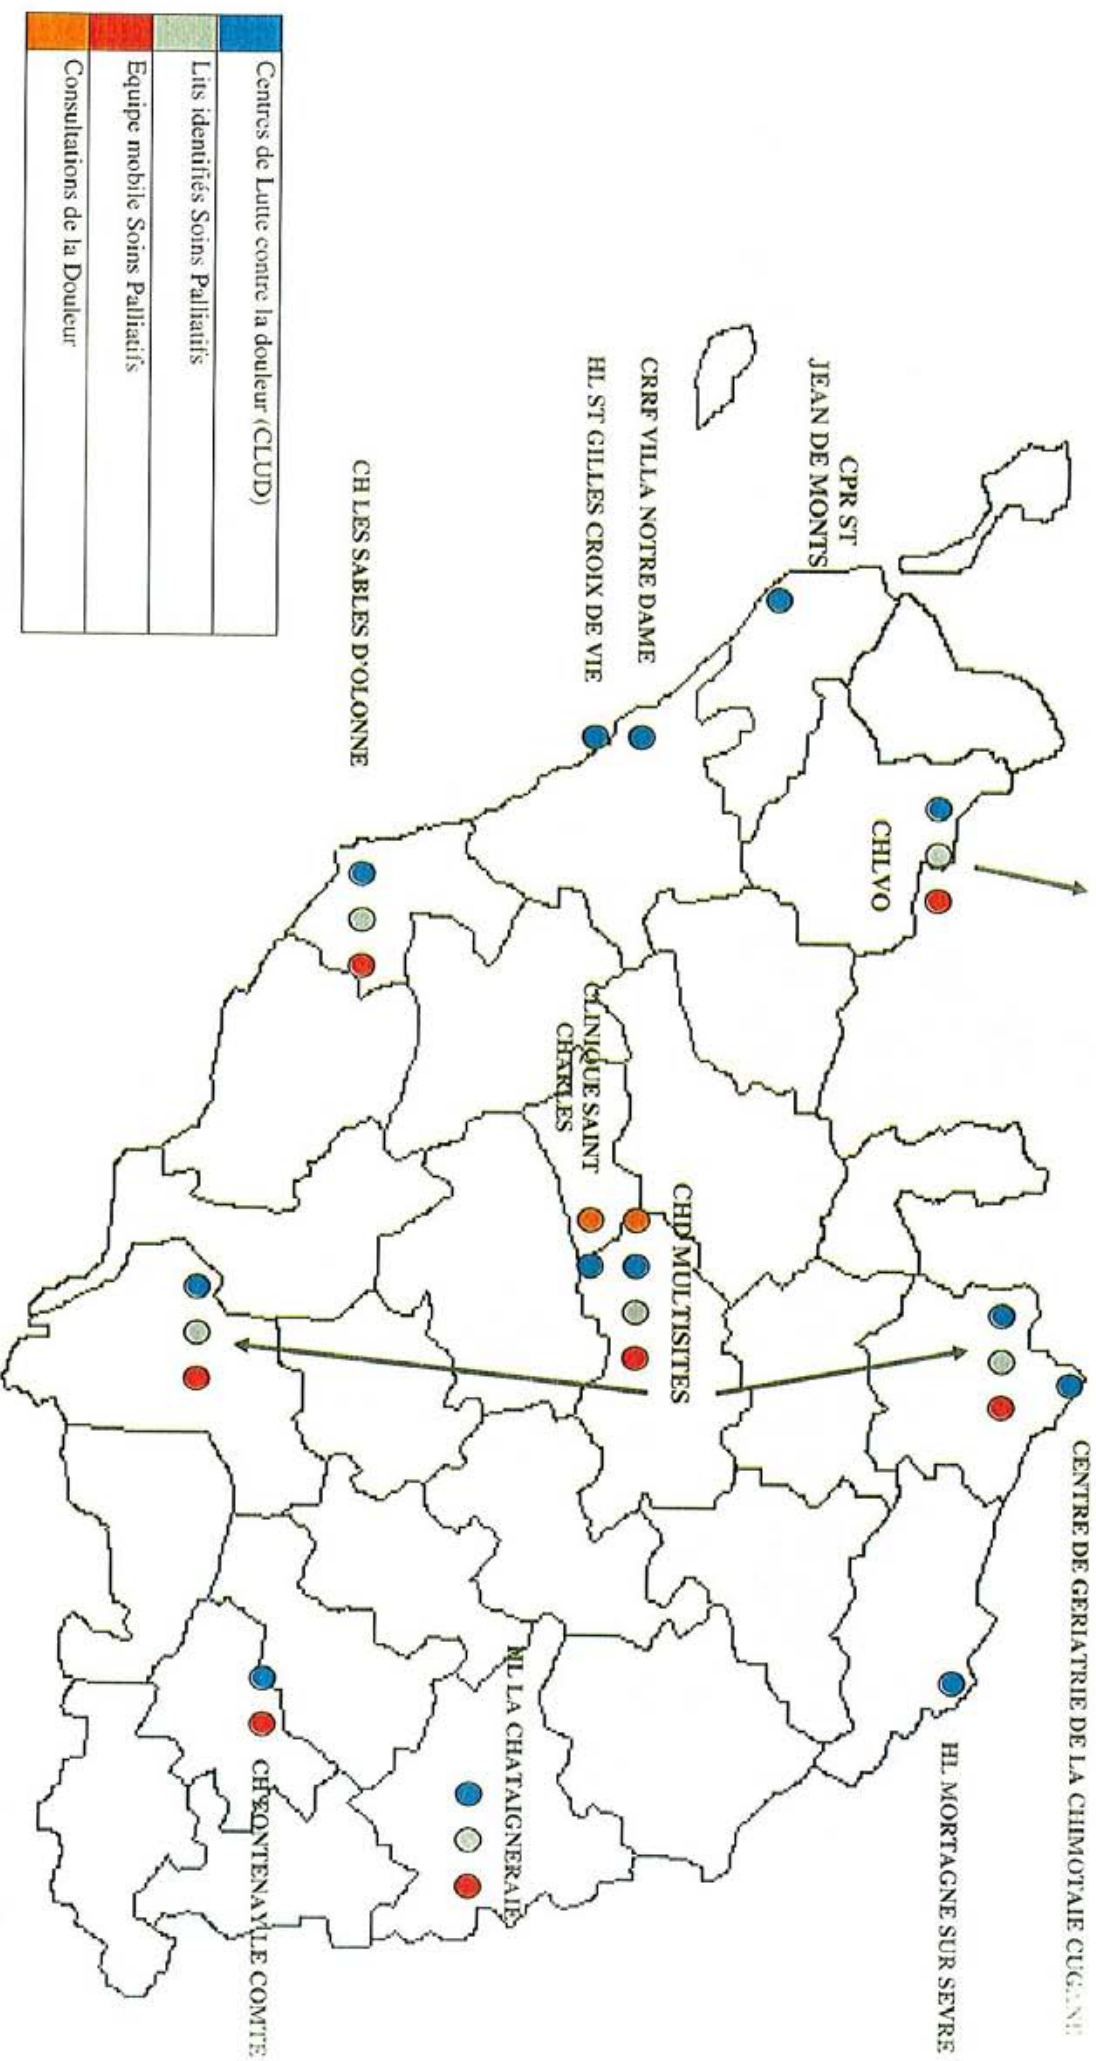 CENTRE DE GERIATRIE DE LA CHIMOTAIE CUGAND
HL MORTAGNE SUR SEVRE
CHLVO
CPR ST
JEAN DE MONTS
CHD MULTISITES
CRRF VILLA NOTRE DAME
HL ST GILLES CROIX DE VIE
CLINIQUE SAINT
CHARLES
HL LA CHATAIGNERAIE
CH LES SABLES D'OLONNE
CH FONTENAY LE COMTE
Centres de Lutte contre la douleur (CLUD)
Lits identifiés Soins Palliatifs
Equipe mobile Soins Palliatifs
Consultations de la Douleur